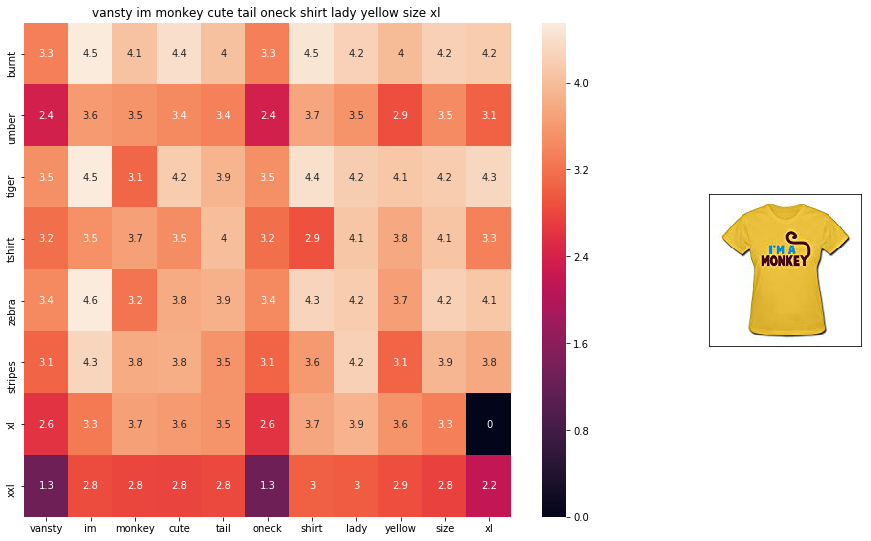 vansty im monkey cute tail oneck shirt lady yellow size xl
burnt 3.3 4.5 4.1 4.4 4 3.3 4.5 4.2 4 4.2 4.2
umber 2.4 3.6 3.5 3.4 3.4 2.4 3.7 3.5 2.9 3.5 3.1
tiger 3.5 4.5 3.1 4.2 3.9 3.5 4.4 4.2 4.1 4.2 4.3
tshirt 3.2 3.5 3.7 3.5 4 3.2 2.9 4.1 3.8 4.1 3.3
zebra 3.4 4.6 3.2 3.8 3.9 3.4 4.3 4.2 3.7 4.2 4.1
stripes 3.1 4.3 3.8 3.8 3.5 3.1 3.6 4.2 3.1 3.9 3.8
xl 2.6 3.3 3.7 3.6 3.5 2.6 3.7 3.9 3.6 3.3 0
xxl 1.3 2.8 2.8 2.8 2.8 1.3 3 3 2.9 2.8 2.2
vansty im monkey cute tail oneck shirt lady yellow size xl
4.0
3.2
2.4
1.6
0.8
0.0
I'M A
MONKEY